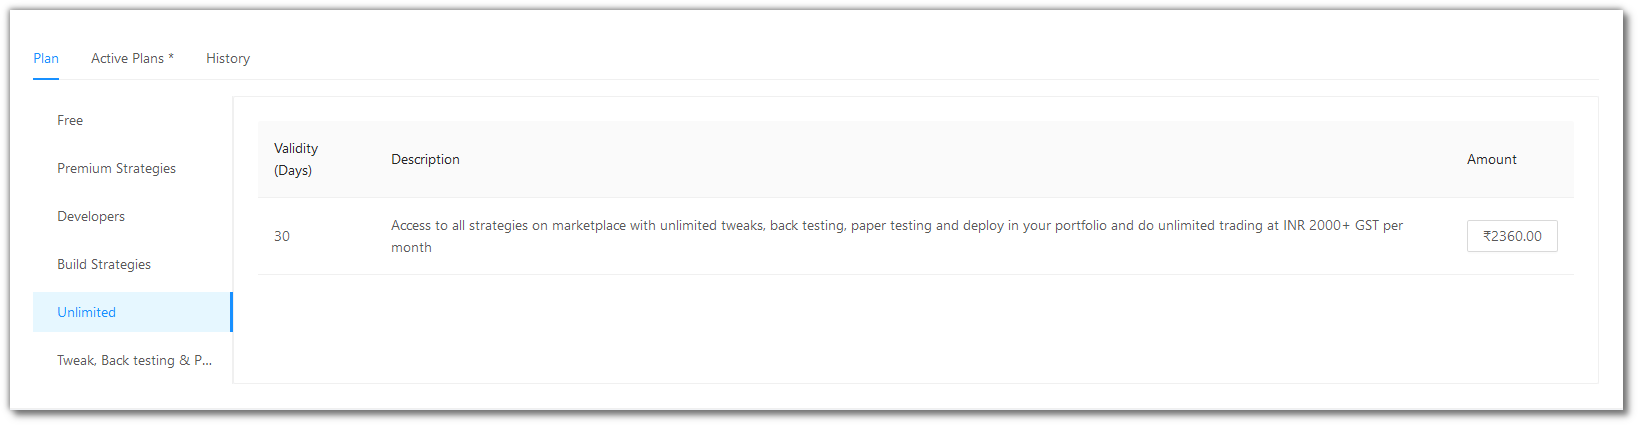 Plan
Active Plans *
History
Free
Premium Strategies
Developers
Build Strategies
Unlimited
Tweak, Back testing & P...
Validity
(Days)
Description
Amount
30
Access to all strategies on marketplace with unlimited tweaks, back testing, paper testing and deploy in your portfolio and do unlimited trading at INR 2000+ GST per
month
₹2360.00